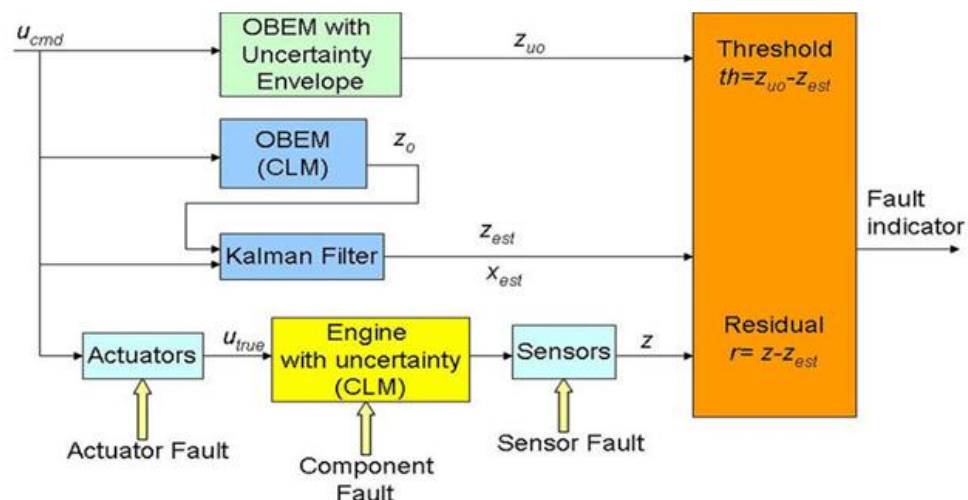 u_cmd
OBEM with
Uncertainty
Envelope
z_uo
Threshold
th=z_uo-z_est
OBEM
(CLM)
z_o
Fault
indicator
Kalman Filter
z_est
x_est
Actuators
u_true
Engine
with uncertainty
(CLM)
Sensors
z
Residual
r= z-z_est
Actuator Fault
Component
Fault
Sensor Fault